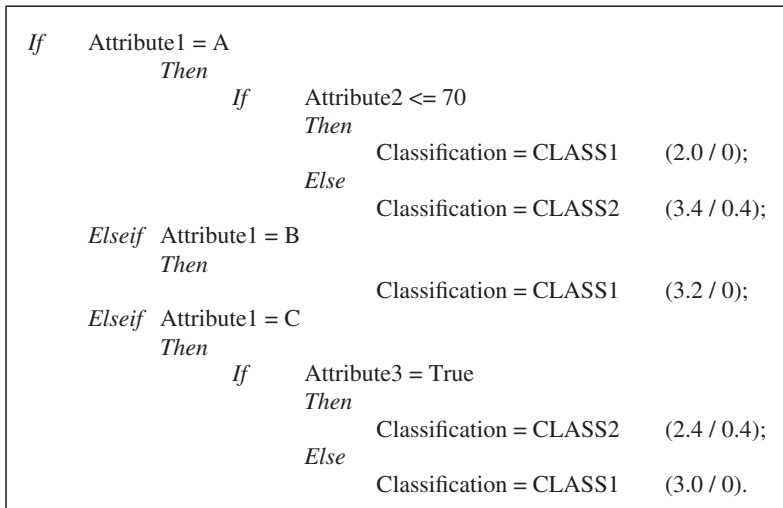 If Attribute1 = A
Then
If Attribute2 <= 70
Then
Classification = CLASS1 (2.0 / 0);
Else
Classification = CLASS2 (3.4 / 0.4);
Elseif Attribute1 = B
Then
Classification = CLASS1 (3.2 / 0);
Elseif Attribute1 = C
Then
If Attribute3 = True
Then
Classification = CLASS2 (2.4 / 0.4);
Else
Classification = CLASS1 (3.0 / 0).